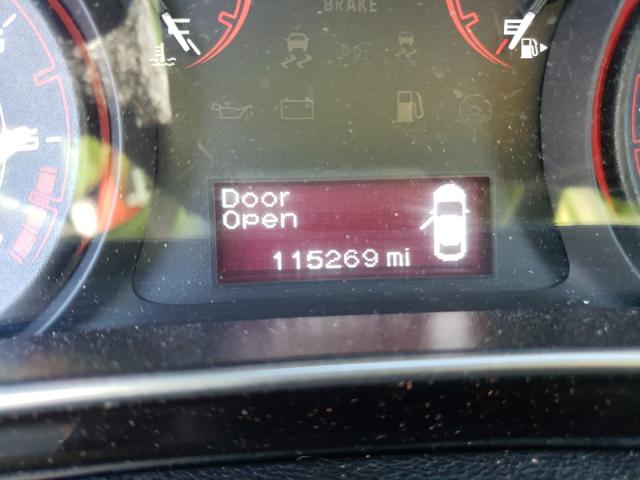 BRAKE
E
E
Door
Open
115269 mi